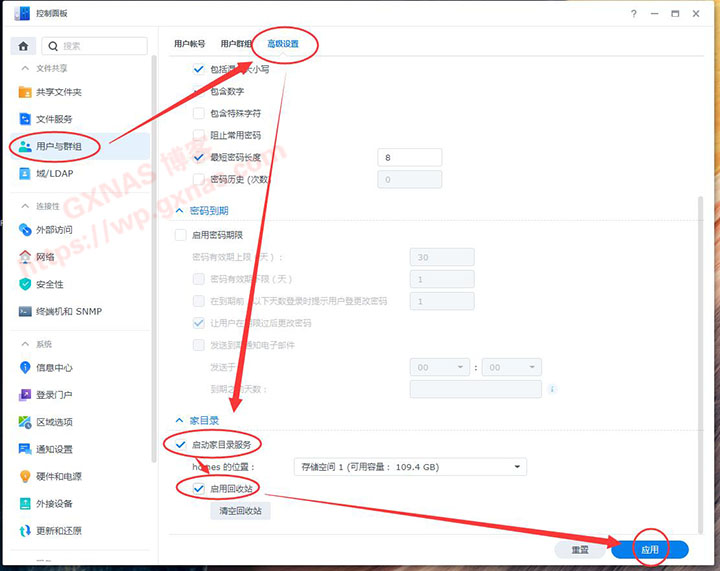 控制面板
搜索
文件共享
共享文件夹
文件服务
用户与群组
域/LDAP
连接性
外部访问
网络
安全性
终端机和 SNMP
系统
信息中心
登录门户
区域选项
通知设置
硬件和电源
外接设备
更新和还原
用户帐号 用户群组 高级设置
包括 大小写
包含数字
包含特殊字符
阻止常用密码
最短密码长度 8
密码历史 (次数) 0
密码到期
启用密码期限
密码有效期上限（天）： 30
密码有效期下限（天） 1
在到期前 以下天数登录时提示用户登更改密码 1
让用户在期限过后更改密码
发送到期通知电子邮件
发送于 00 : 00
到期之前天数：
家目录
启动家目录服务
homes 的位置： 存储空间 1 (可用容量： 109.4 GB)
启用回收站
清空回收站
重置 应用
GXNAS 博客
https://wp.gxnas.com